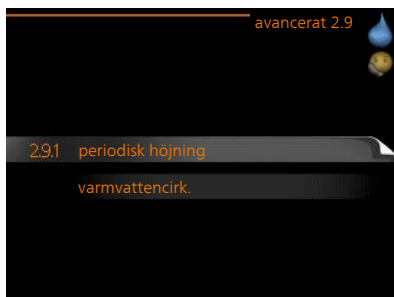 avancerat 2.9
2.9.1 periodisk höjning
varmvattencirk.